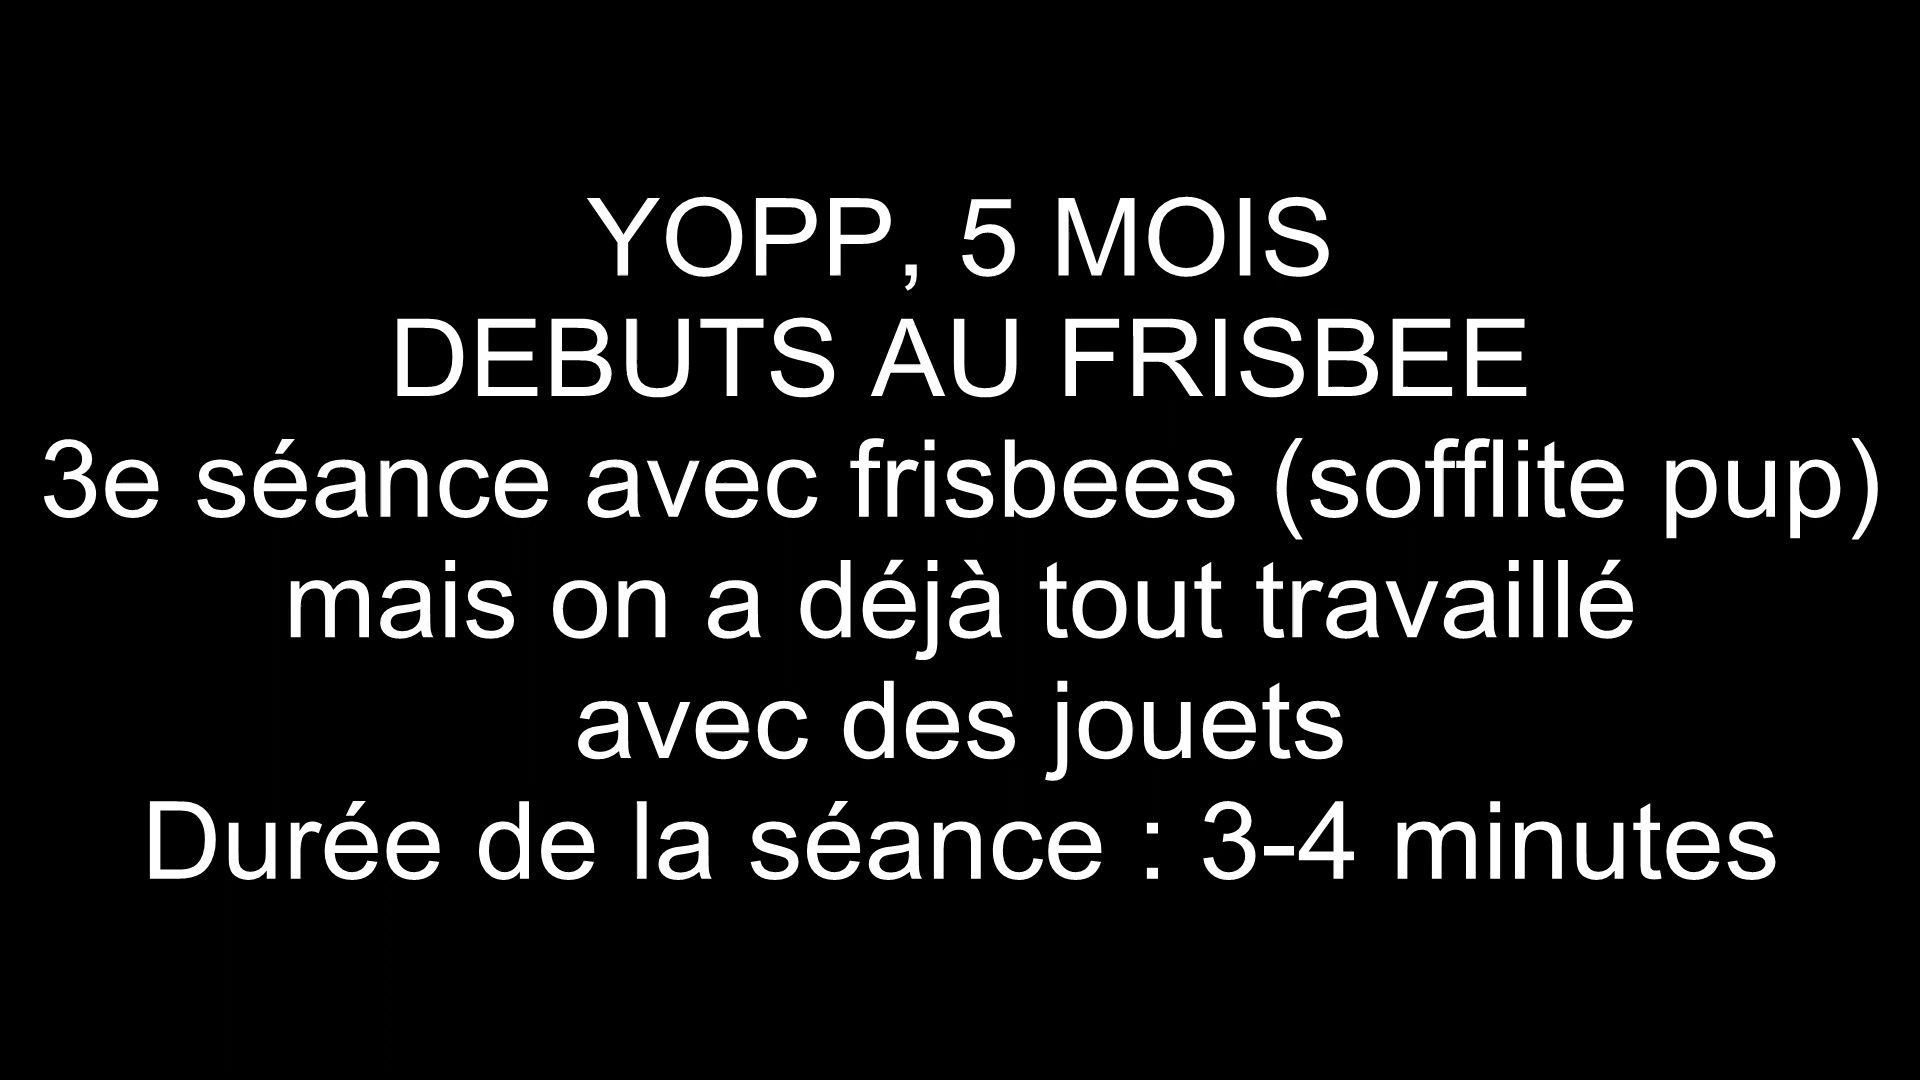 YOPP, 5 MOIS
DEBUTS AU FRISBEE
3e séance avec frisbees (sofflite pup)
mais on a déjà tout travaillé
avec des jouets
Durée de la séance : 3-4 minutes